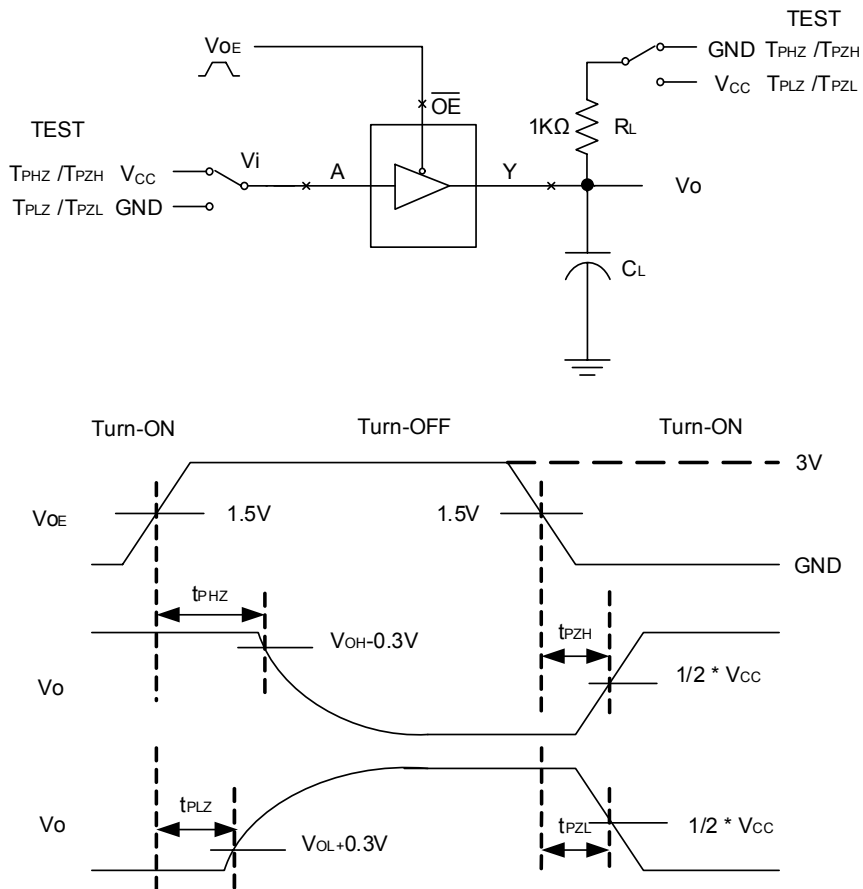 TEST
VOE
GND TPHZ /TPZH
OE
VCC TPLZ /TPZL
1KΩ RL
TEST
Vi
TPHZ /TPZH VCC
A
Y
Vo
TPLZ /TPZL GND
CL
Turn-ON
Turn-OFF
Turn-ON
3V
VOE
1.5V
1.5V
GND
tPHZ
VOH-0.3V
tPZH
Vo
1/2 * VCC
tPLZ
Vo
VOL+0.3V
tPZL
1/2 * VCC